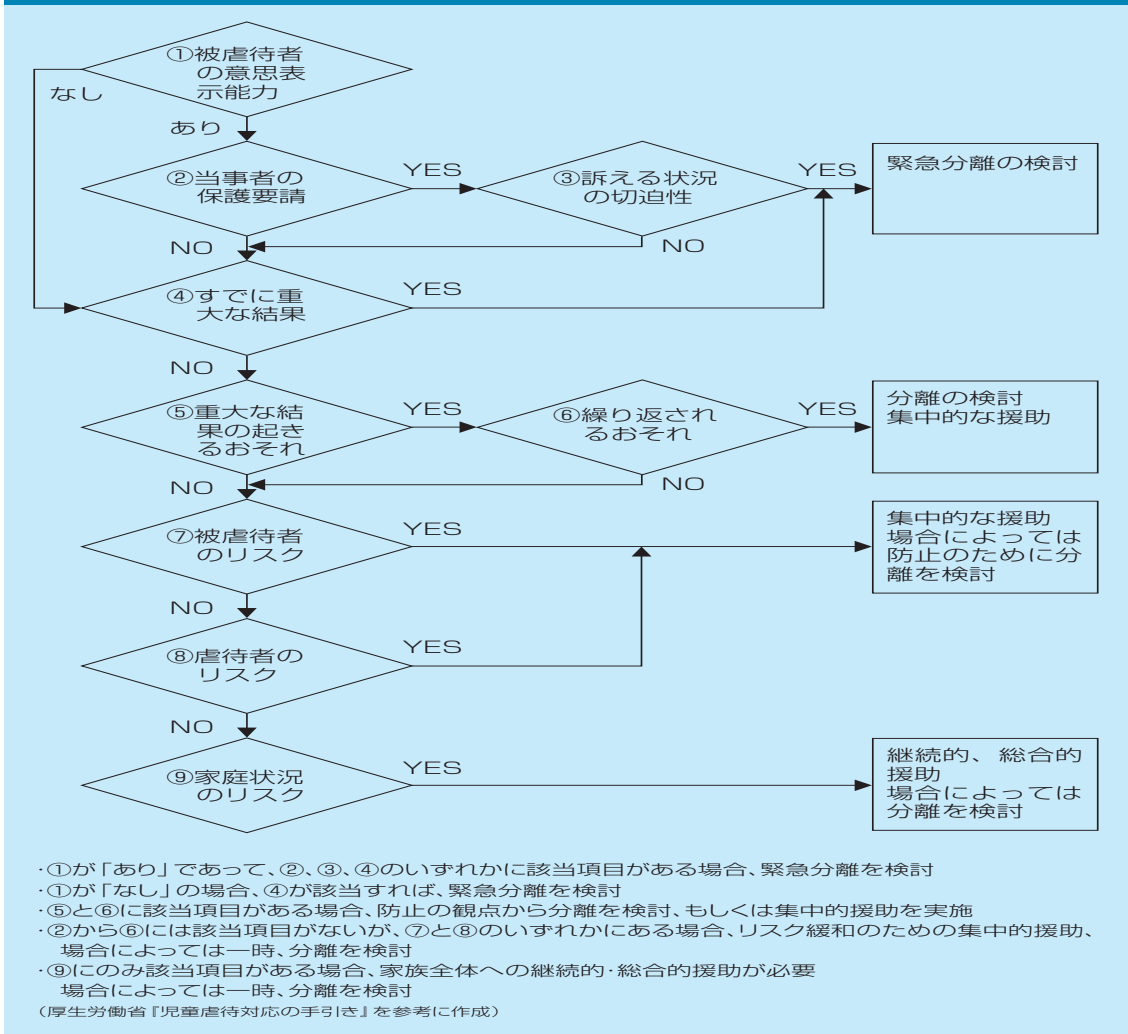 ①被虐待者
の意思表
示能力
なし
あり
②当事者の
保護要請
YES
③訴える状況
の切迫性
YES
緊急分離の検討
NO
NO
④すでに重
大な結果
YES
NO
⑤重大な結
果の起き
るおそれ
YES
⑥繰り返され
るおそれ
YES
分離の検討
集中的な援助
NO
NO
⑦被虐待者
のリスク
YES
集中的な援助
場合によっては
防止のために分
離を検討
NO
⑧虐待者の
リスク
YES
NO
⑨家庭状況
のリスク
YES
継続的、総合的
援助
場合によっては
分離を検討
・①が「あり」であって、②、③、④のいずれかに該当項目がある場合、緊急分離を検討
・①が「なし」の場合、④が該当すれば、緊急分離を検討
・⑤と⑥に該当項目がある場合、防止の観点から分離を検討、もしくは集中的援助を実施
・②から⑥には該当項目がないが、⑦と⑧のいずれかにある場合、リスク緩和のための集中的援助、
場合によっては一時、分離を検討
・⑨にのみ該当項目がある場合、家族全体への継続的・総合的援助が必要
場合によっては一時、分離を検討
(厚生労働省『児童虐待対応の手引き』を参考に作成)